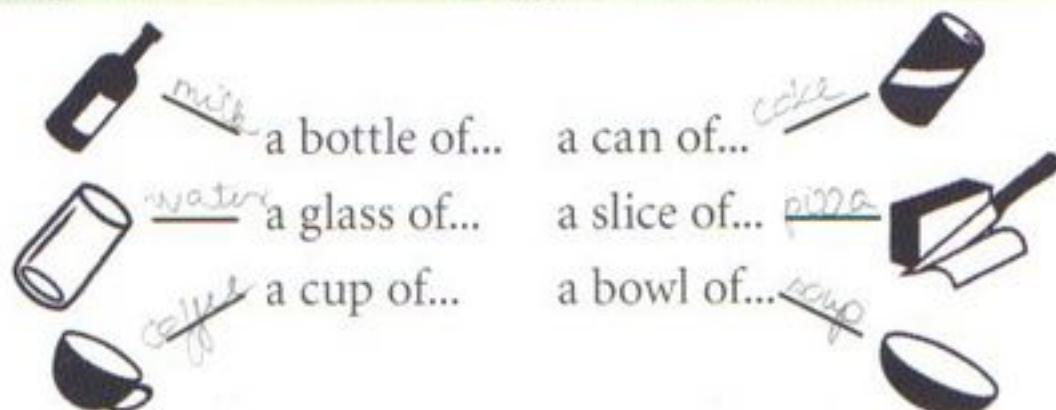 milk a bottle of... a can of... coke
water a glass of... a slice of... pizza
coffee a cup of... a bowl of... soup